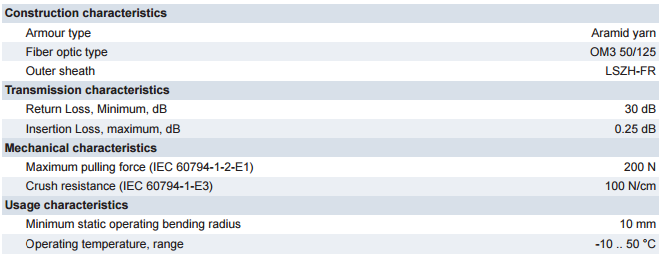 Construction characteristics
Armour type Aramid yarn
Fiber optic type OM3 50/125
Outer sheath LSZH-FR
Transmission characteristics
Return Loss, Minimum, dB 30 dB
Insertion Loss, maximum, dB 0.25 dB
Mechanical characteristics
Maximum pulling force (IEC 60794-1-2-E1) 200 N
Crush resistance (IEC 60794-1-E3) 100 N/cm
Usage characteristics
Minimum static operating bending radius 10 mm
Operating temperature, range -10 .. 50 °C